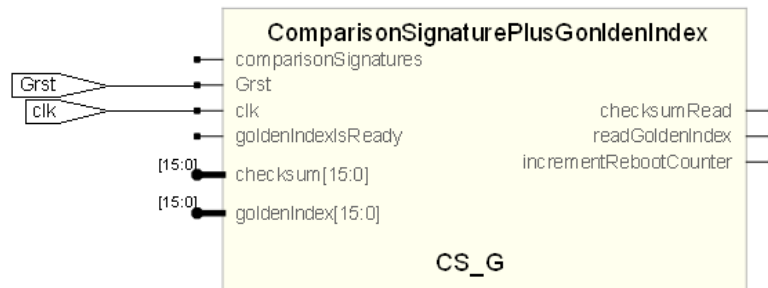 ComparisonSignaturePlusGonldenIndex
comparisonSignatures
Grst Grst
clk clk checksumRead
goldenIndexIsReady readGoldenIndex
incrementRebootCounter
[15:0] checksum[15:0]
[15:0] goldenIndex[15:0]
CS_G